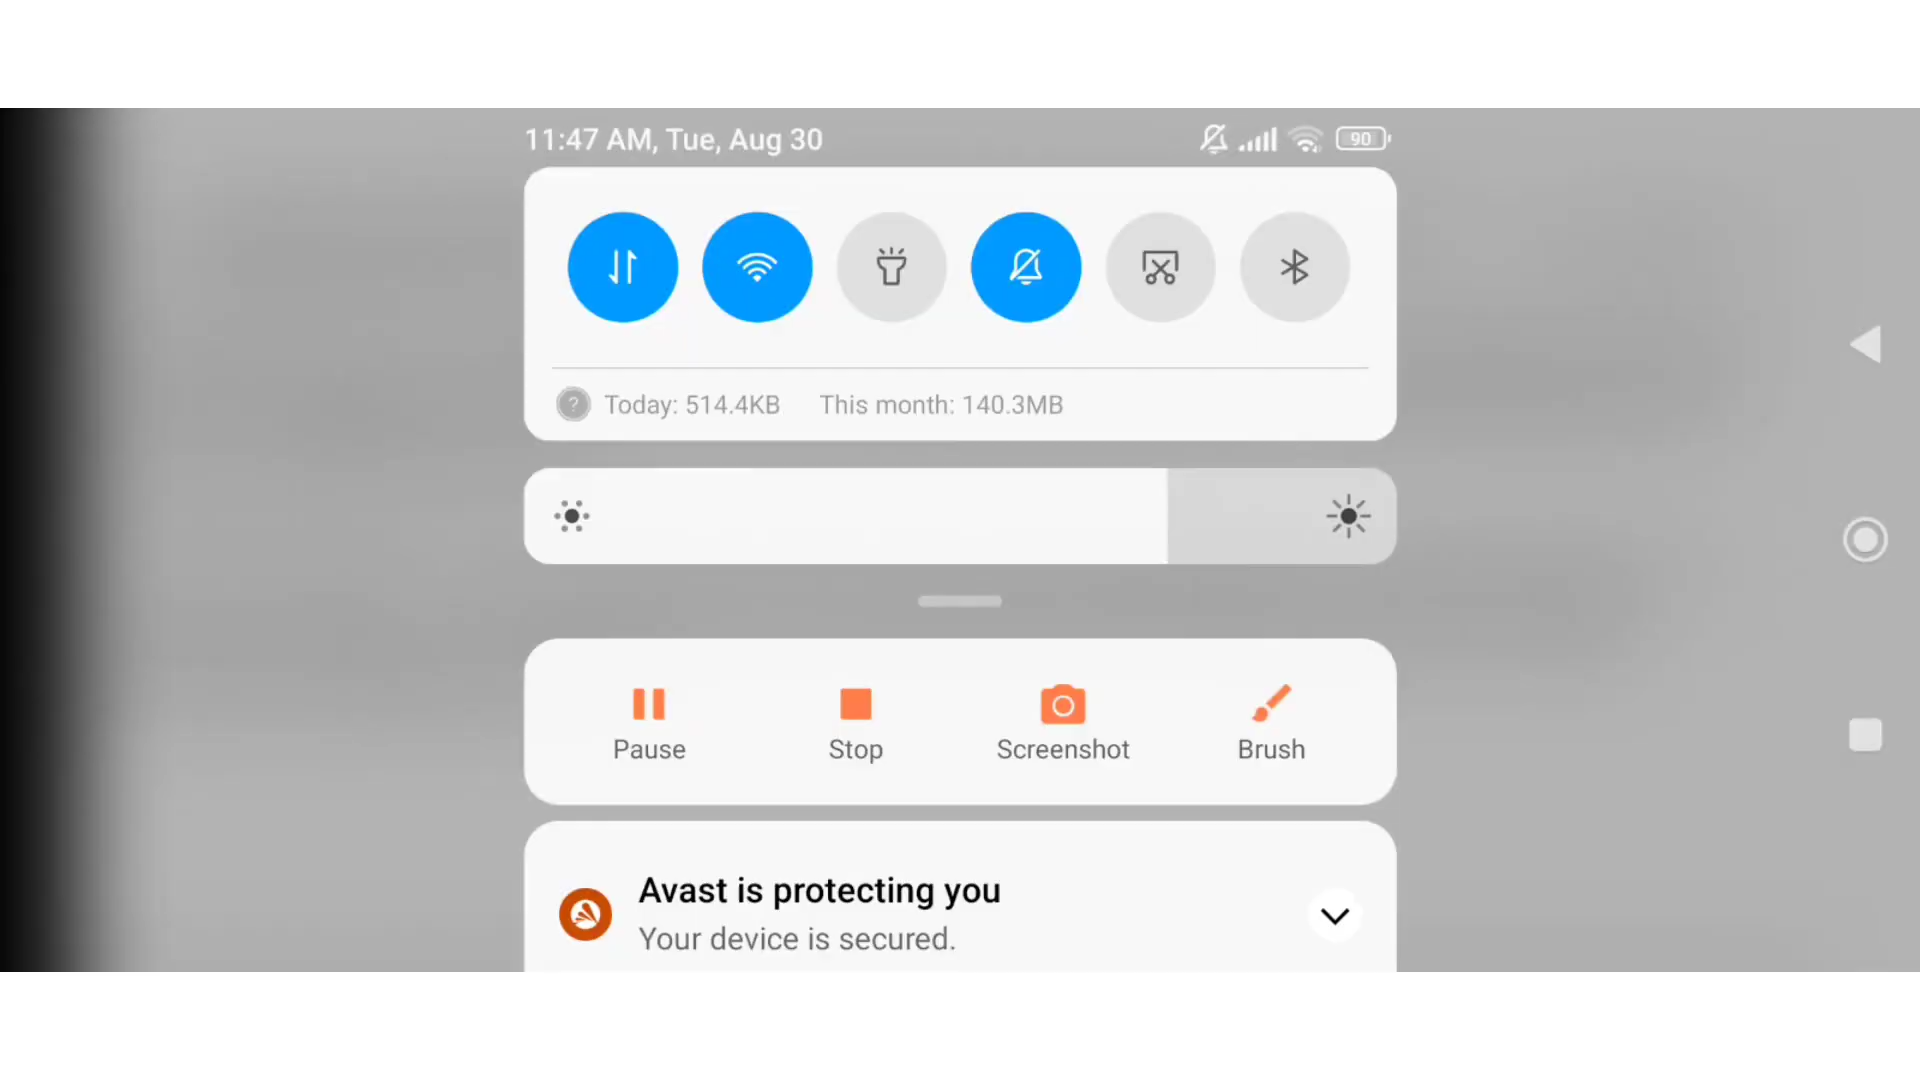 11:47 AM, Tue, Aug 30
90
? Today: 514.4KB This month: 140.3MB
Pause Stop Screenshot Brush
Avast is protecting you
Your device is secured.